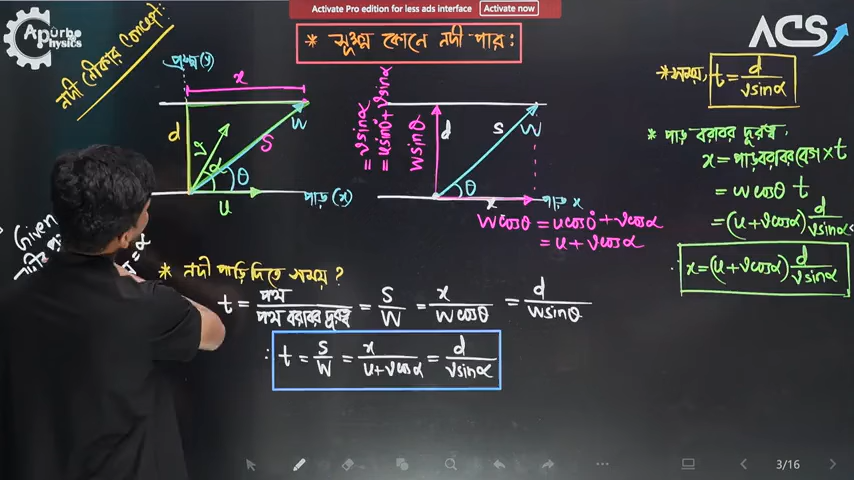 Activate Pro edition for less ads interface Activate now
Apurbo
Physics
ACS
নদী নৌকার concept:
* সূক্ষ্ম কোনে নদী পার:
প্রস্থ (y)
x
d
v
S
W
α
θ
u
পাড় (x)
= vsinα
= usin0° + vsinα
Wsinθ
d
S
W
θ
x
পাড় x
Wcosθ = ucos0° + vcosα
= u + vcosα
* সময়, t = d/vsinα
* পাড় বরাবর দূরত্ব,
x = পাড় বরাবর বেগ × t
= wcosθ t
= (u + vcosα) d/vsinα
∴ x = (u + vcosα) d/vsinα
Given
= α
* নদী পাড়ি দিতে সময় ?
t = পথ/পথ বরাবর দূরত্ব = S/W = x/Wcosθ = d/Wsinθ
∴ t = S/W = x/u+vcosα = d/vsinα
3/16